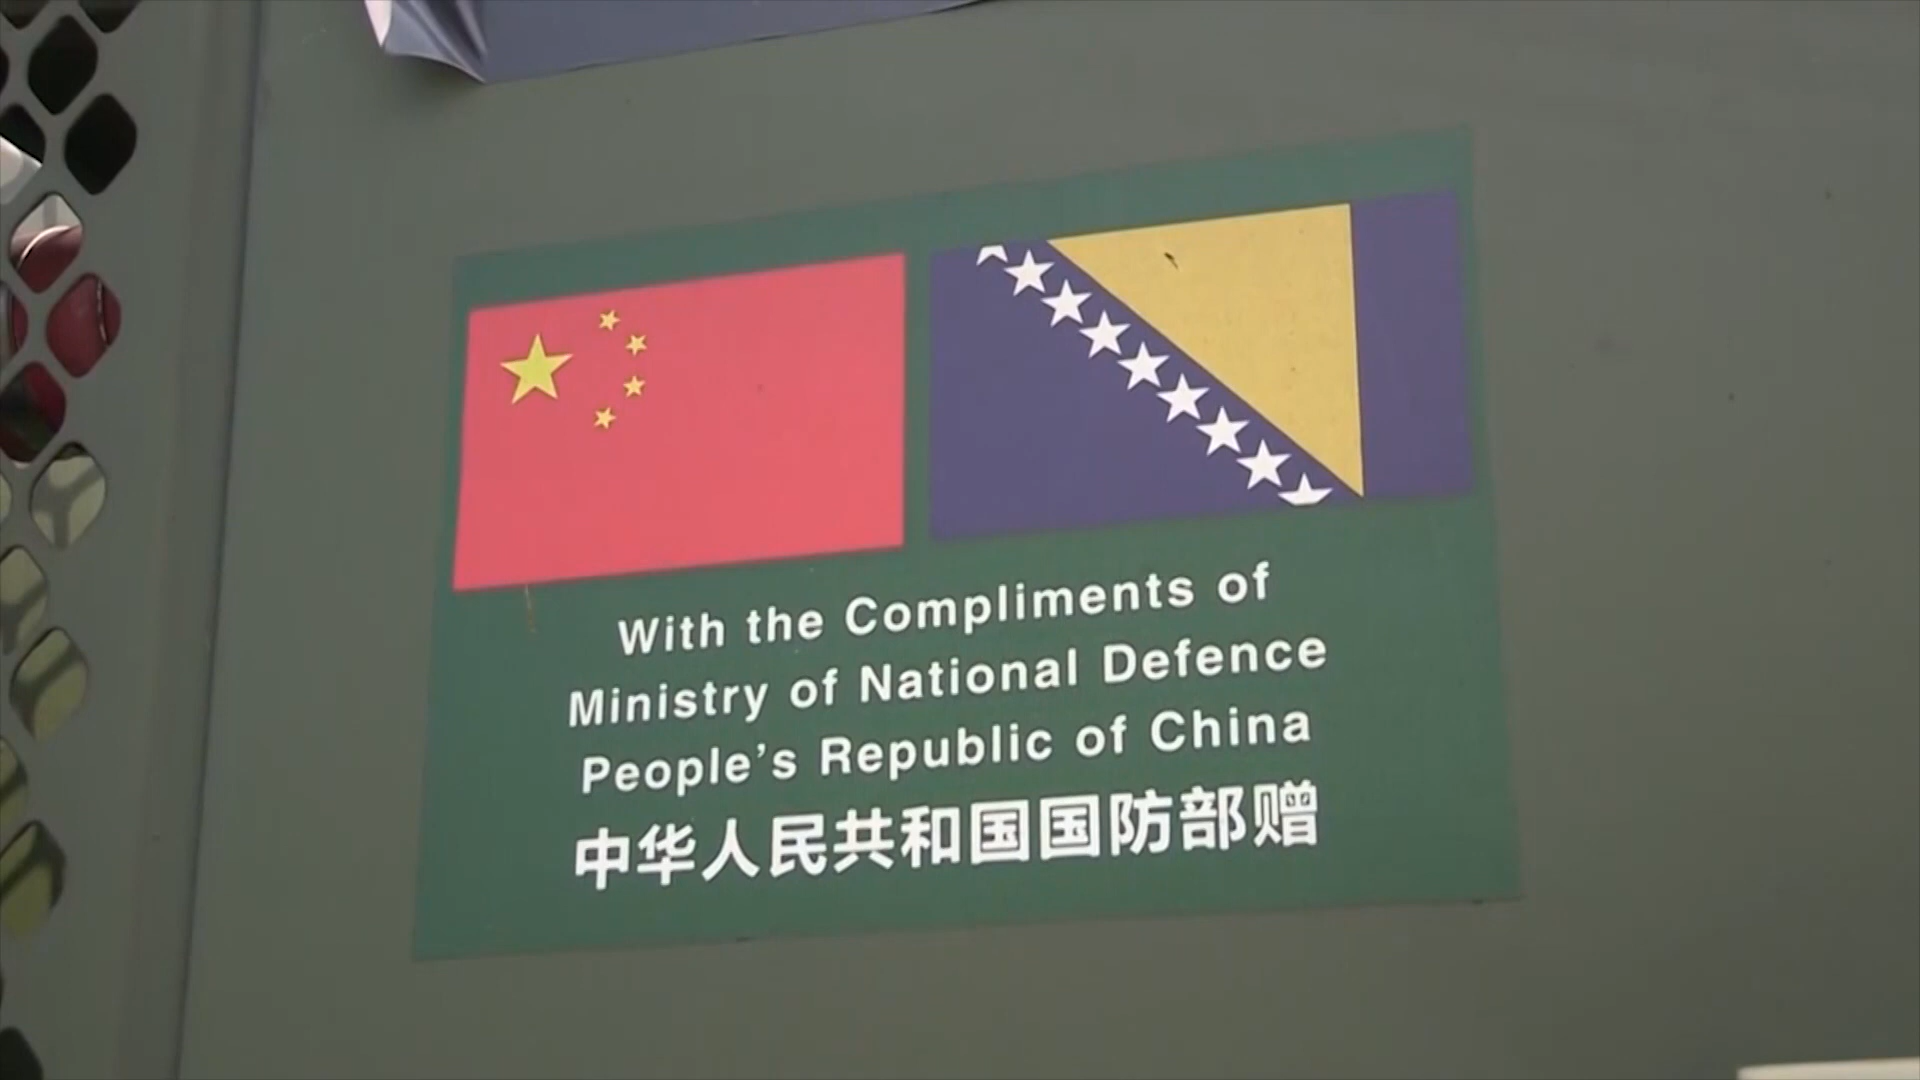 With the Compliments of
Ministry of National Defence
People's Republic of China
中华人民共和国国防部赠